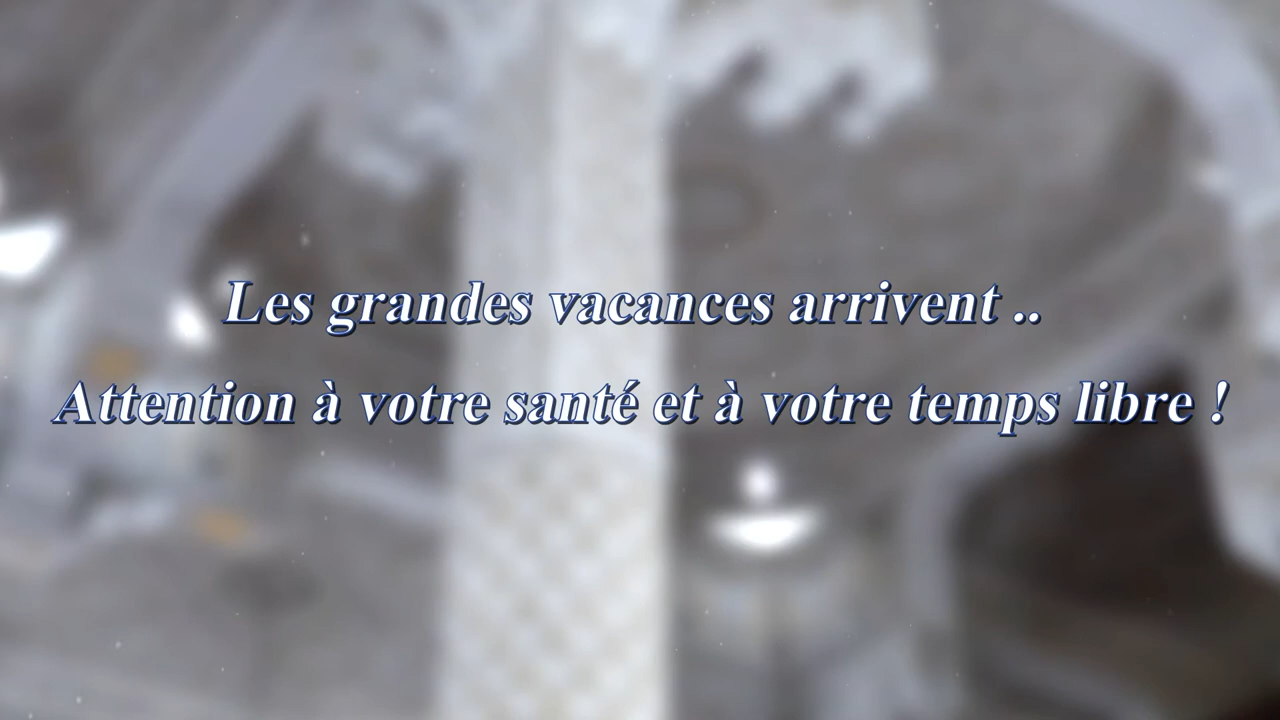 Les grandes vacances arrivent ..
Attention à votre santé et à votre temps libre !